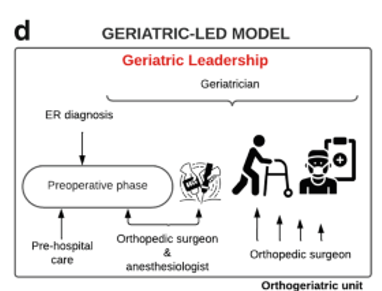 d
GERIATRIC-LED MODEL
Geriatric Leadership
Geriatrician
ER diagnosis
Preoperative phase
Pre-hospital
care
Orthopedic surgeon
&
anesthesiologist
Orthopedic surgeon
Orthogeriatric unit